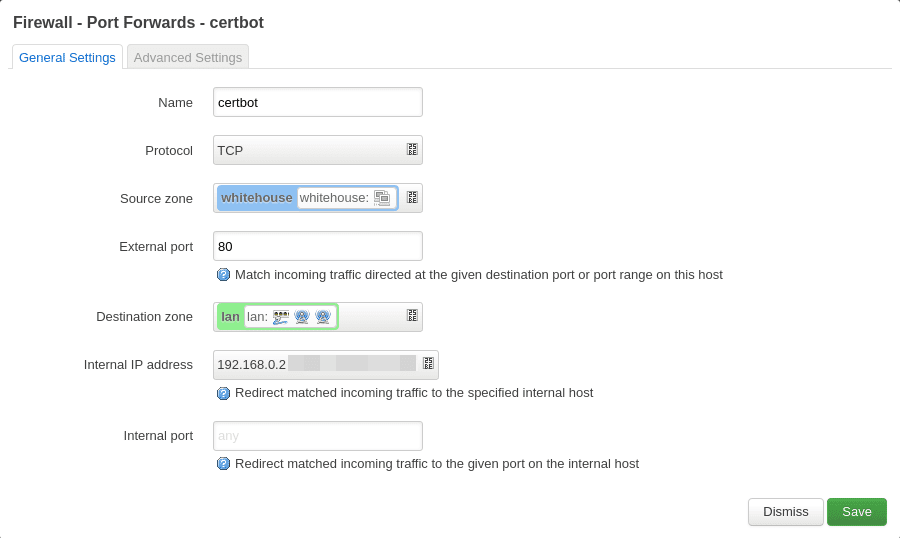 Firewall - Port Forwards - certbot
General Settings
Advanced Settings
Name
certbot
Protocol
TCP
Source zone
whitehouse whitehouse:
External port
80
Match incoming traffic directed at the given destination port or port range on this host
Destination zone
lan lan:
Internal IP address
192.168.0.2
Redirect matched incoming traffic to the specified internal host
Internal port
any
Redirect matched incoming traffic to the given port on the internal host
Dismiss
Save